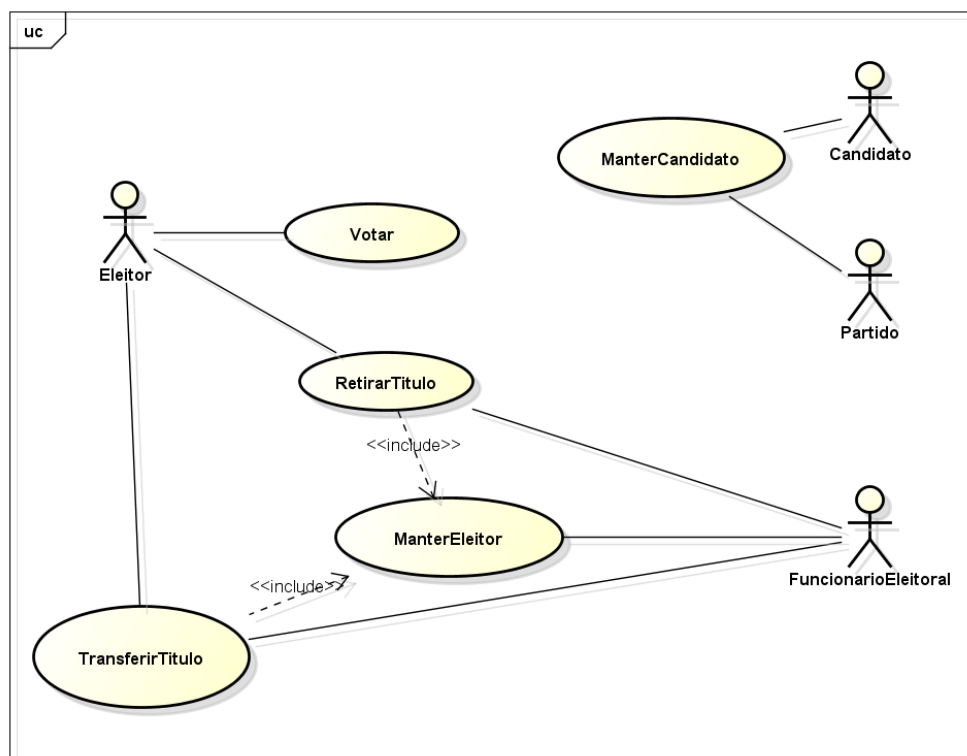 uc
Candidato
ManterCandidato
Votar
Eleitor
Partido
RetirarTitulo
<<include>>
ManterEleitor
FuncionarioEleitoral
<<include>>
TransferirTitulo